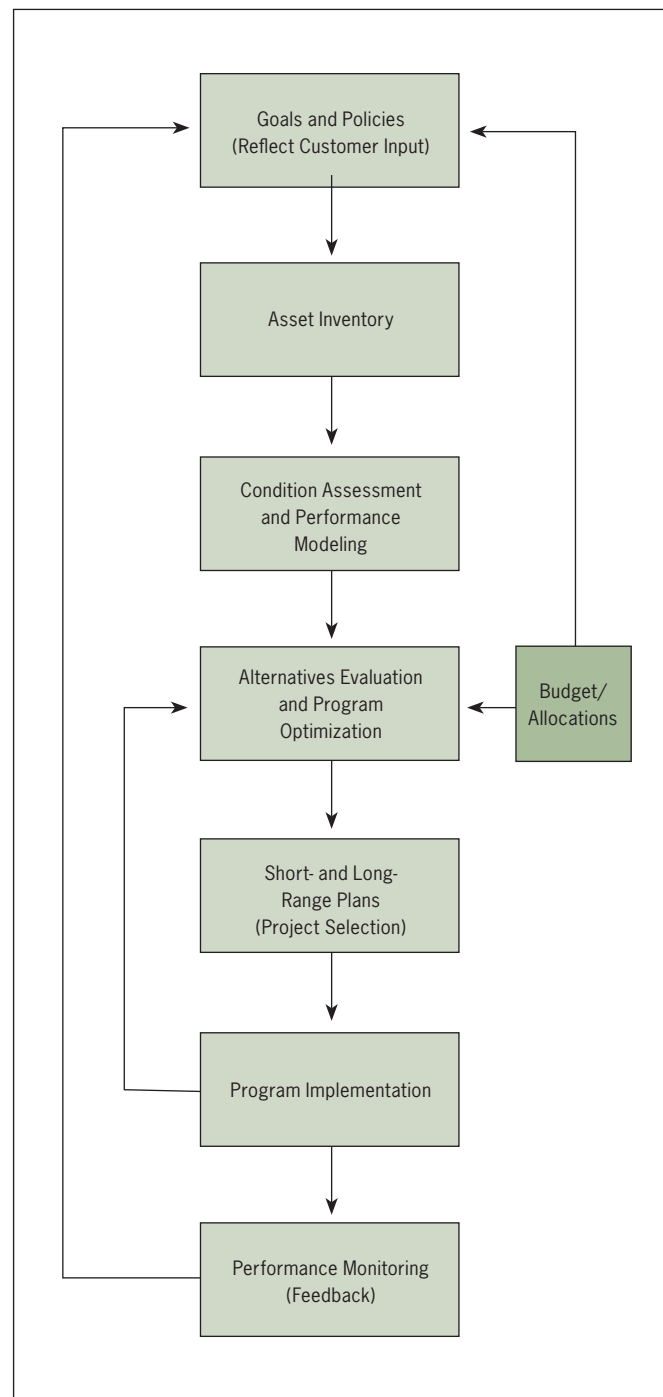 Goals and Policies
(Reflect Customer Input)
Asset Inventory
Condition Assessment
and Performance
Modeling
Alternatives Evaluation
and Program
Optimization
Budget/
Allocations
Short- and Long-
Range Plans
(Project Selection)
Program Implementation
Performance Monitoring
(Feedback)